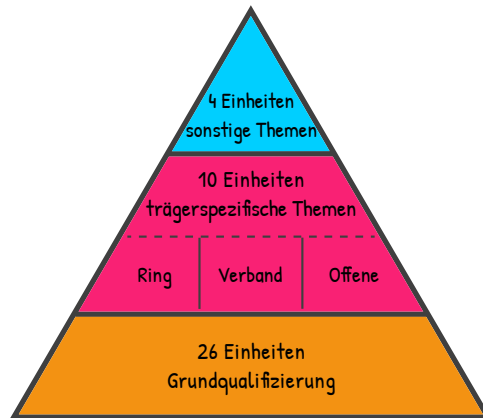 4 Einheiten
sonstige Themen
10 Einheiten
trägerspezifische Themen
Ring Verband Offene
26 Einheiten
Grundqualifizierung